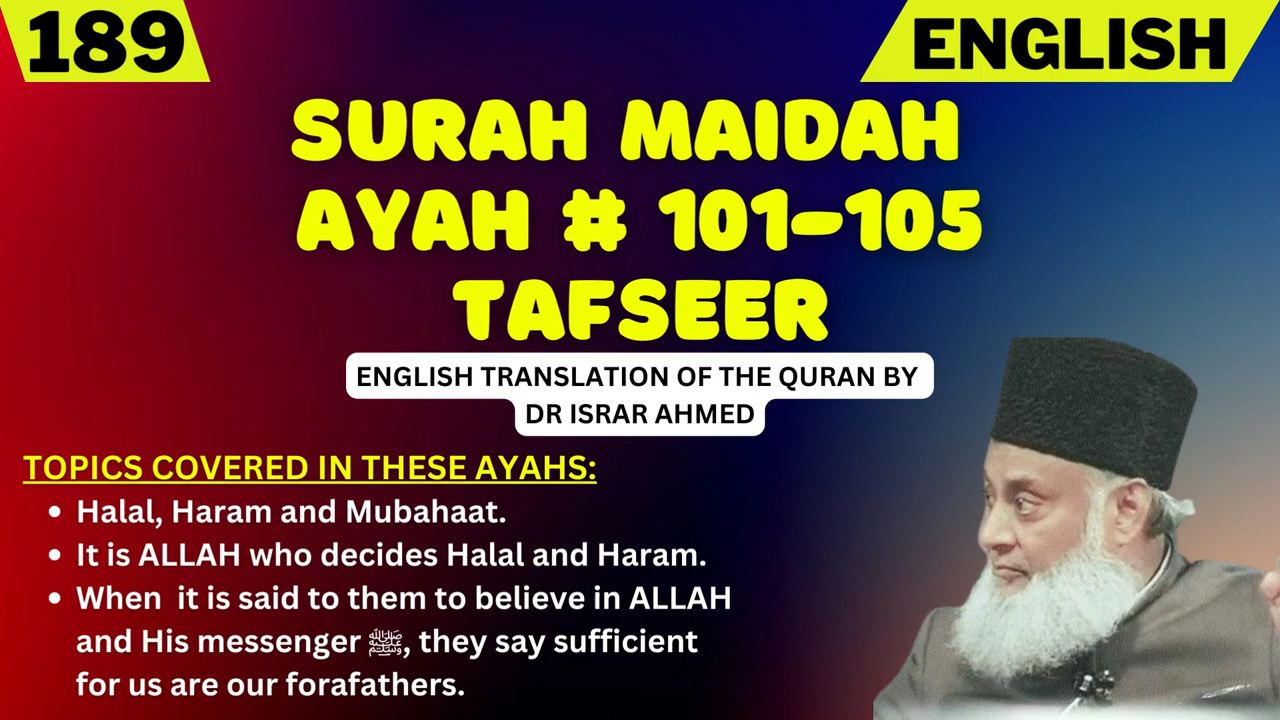 189
ENGLISH
SURAH MAIDAH
AYAH # 101-105
TAFSEER
ENGLISH TRANSLATION OF THE QURAN BY
DR ISRAR AHMED
TOPICS COVERED IN THESE AYAHS:
• Halal, Haram and Mubahaat.
• It is ALLAH who decides Halal and Haram.
• When it is said to them to believe in ALLAH
and His messenger ﷺ, they say sufficient
for us are our forafathers.